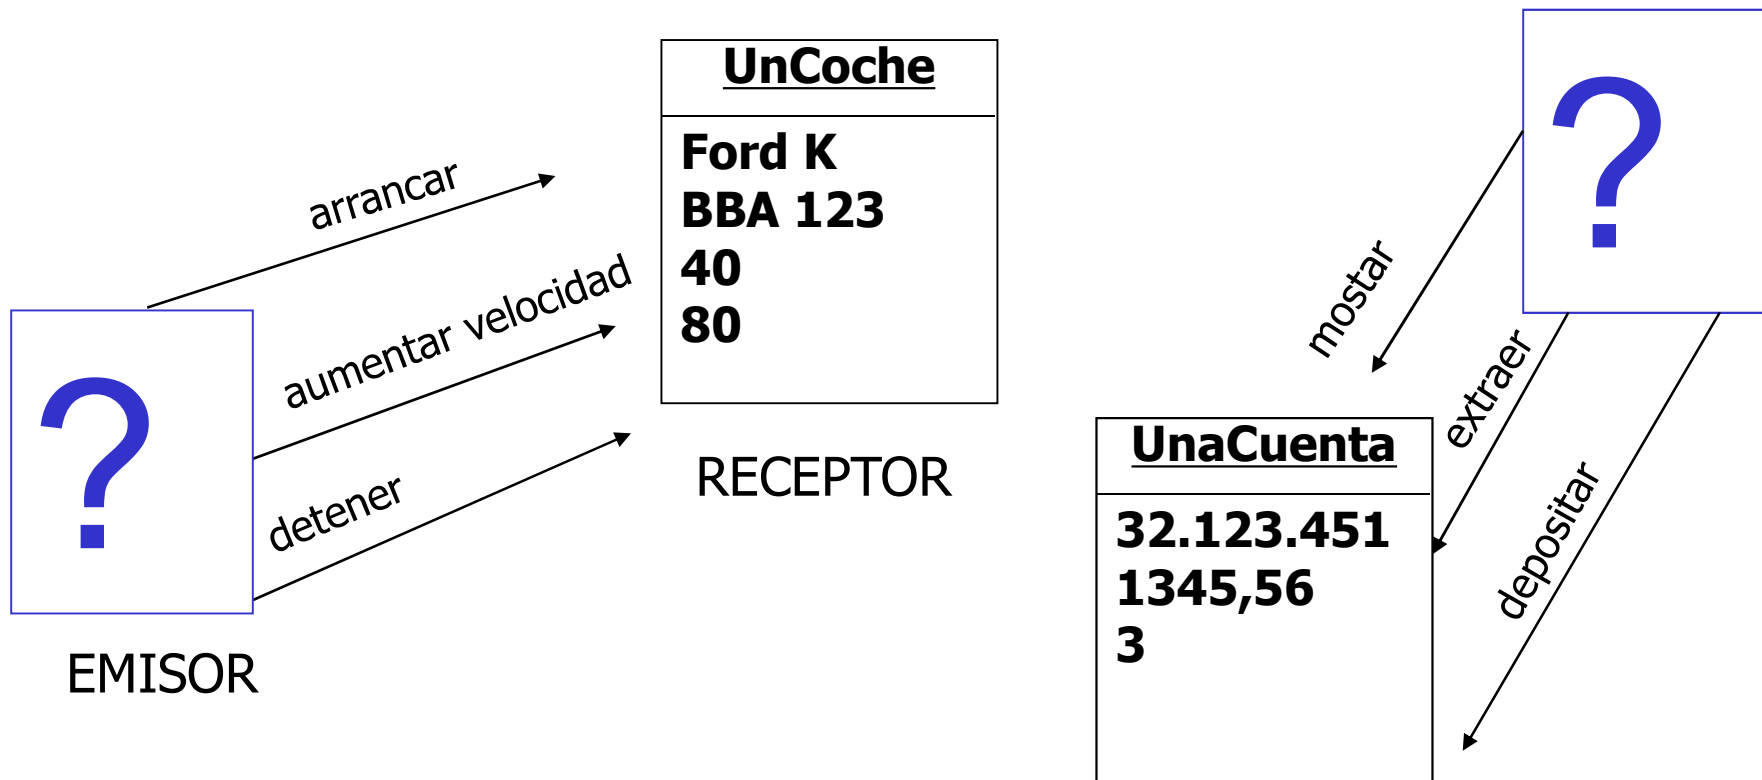 UnCoche
Ford K
BBA 123
40
80
arrancar
aumentar velocidad
detener
?
EMISOR
RECEPTOR
?
mostar
extraer
depositar
UnaCuenta
32.123.451
1345,56
3